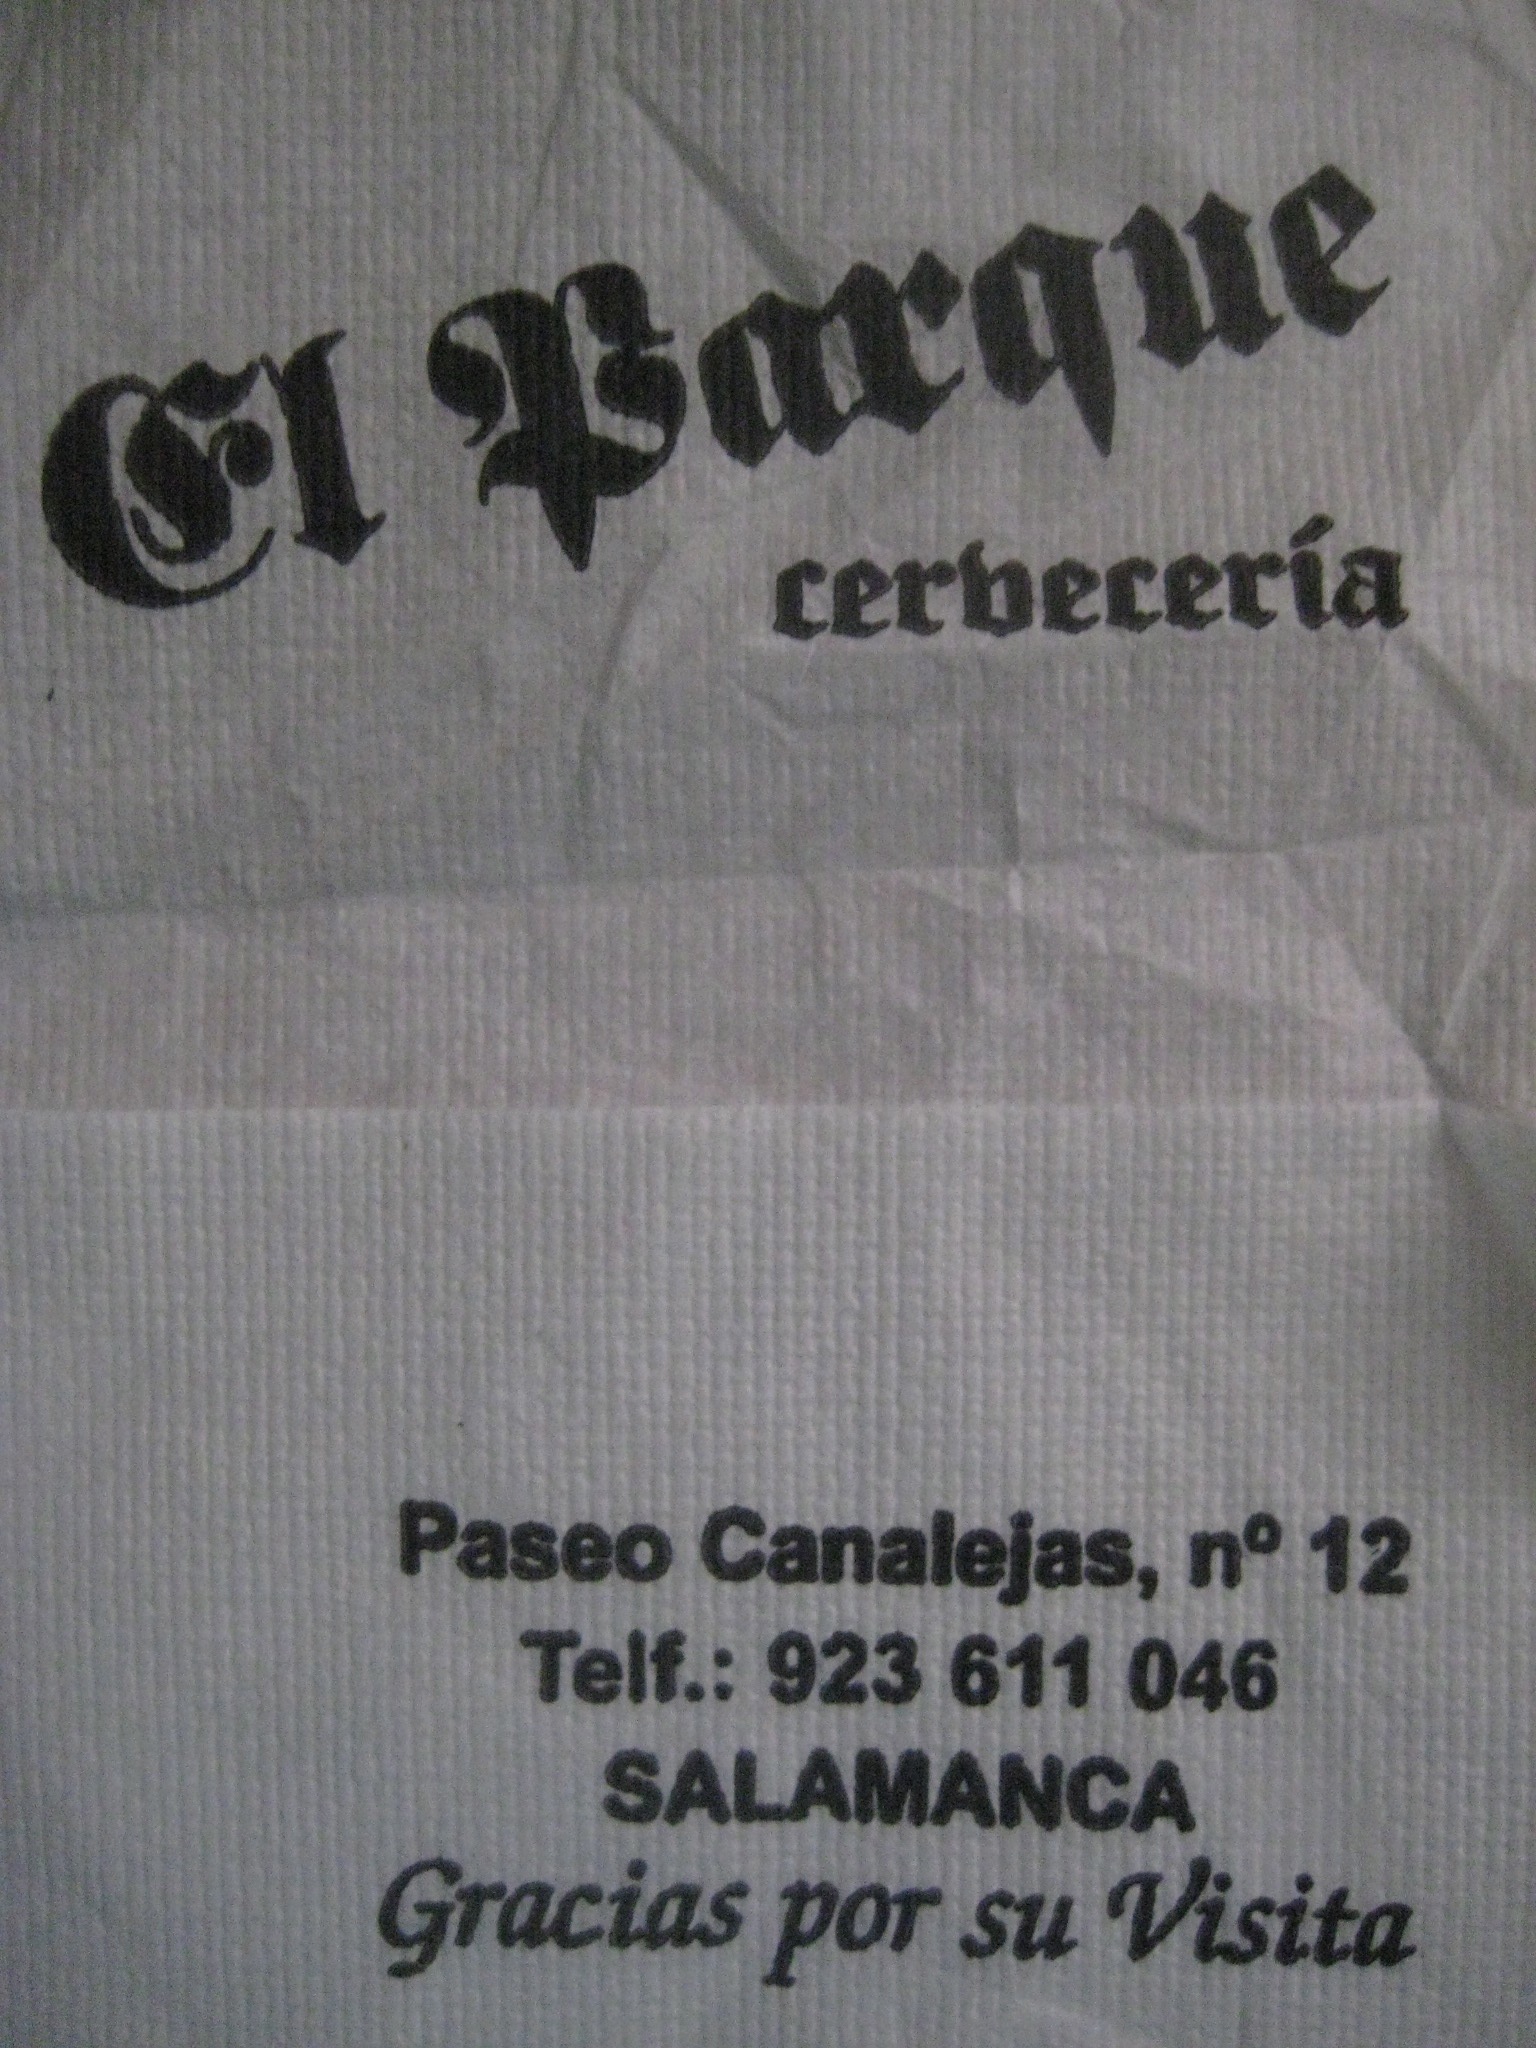 El Parque
cervecería
Paseo Canalejas, nº 12
Telf.: 923 611 046
SALAMANCA
Gracias por su Visita